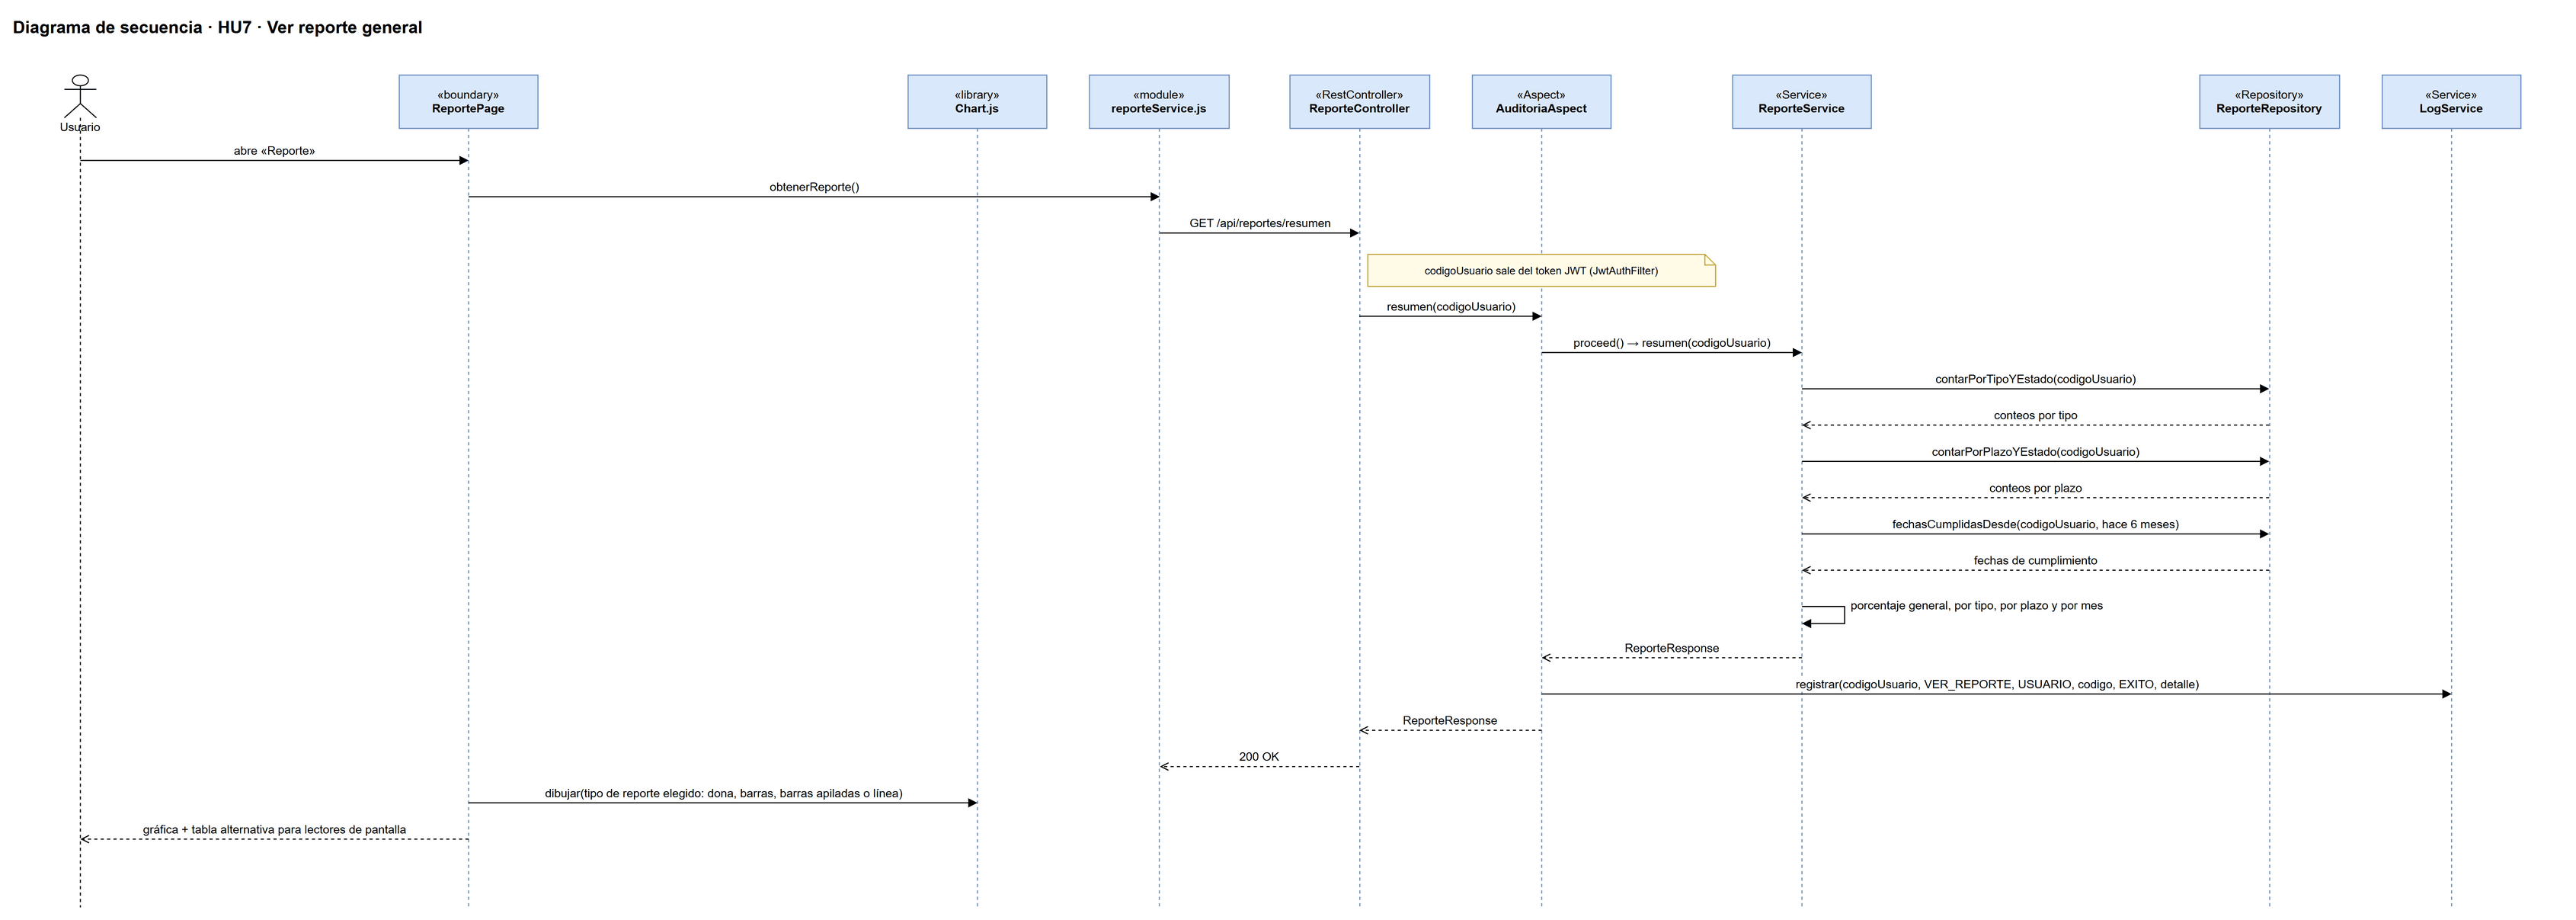 Diagrama de secuencia · HU7 · Ver reporte general
Usuario
«boundary»
ReportePage
«library»
Chart.js
«module»
reporteService.js
«RestController»
ReporteController
«Aspect»
AuditoriaAspect
«Service»
ReporteService
«Repository»
ReporteRepository
«Service»
LogService
abre «Reporte»
obtenerReporte()
GET /api/reportes/resumen
codigoUsuario sale del token JWT (JwtAuthFilter)
resumen(codigoUsuario)
proceed() → resumen(codigoUsuario)
contarPorTipoYEstado(codigoUsuario)
conteos por tipo
contarPorPlazoYEstado(codigoUsuario)
conteos por plazo
fechasCumplidasDesde(codigoUsuario, hace 6 meses)
fechas de cumplimiento
porcentaje general, por tipo, por plazo y por mes
ReporteResponse
registrar(codigoUsuario, VER_REPORTE, USUARIO, codigo, EXITO, detalle)
ReporteResponse
200 OK
dibujar(tipo de reporte elegido: dona, barras, barras apiladas o línea)
gráfica + tabla alternativa para lectores de pantalla